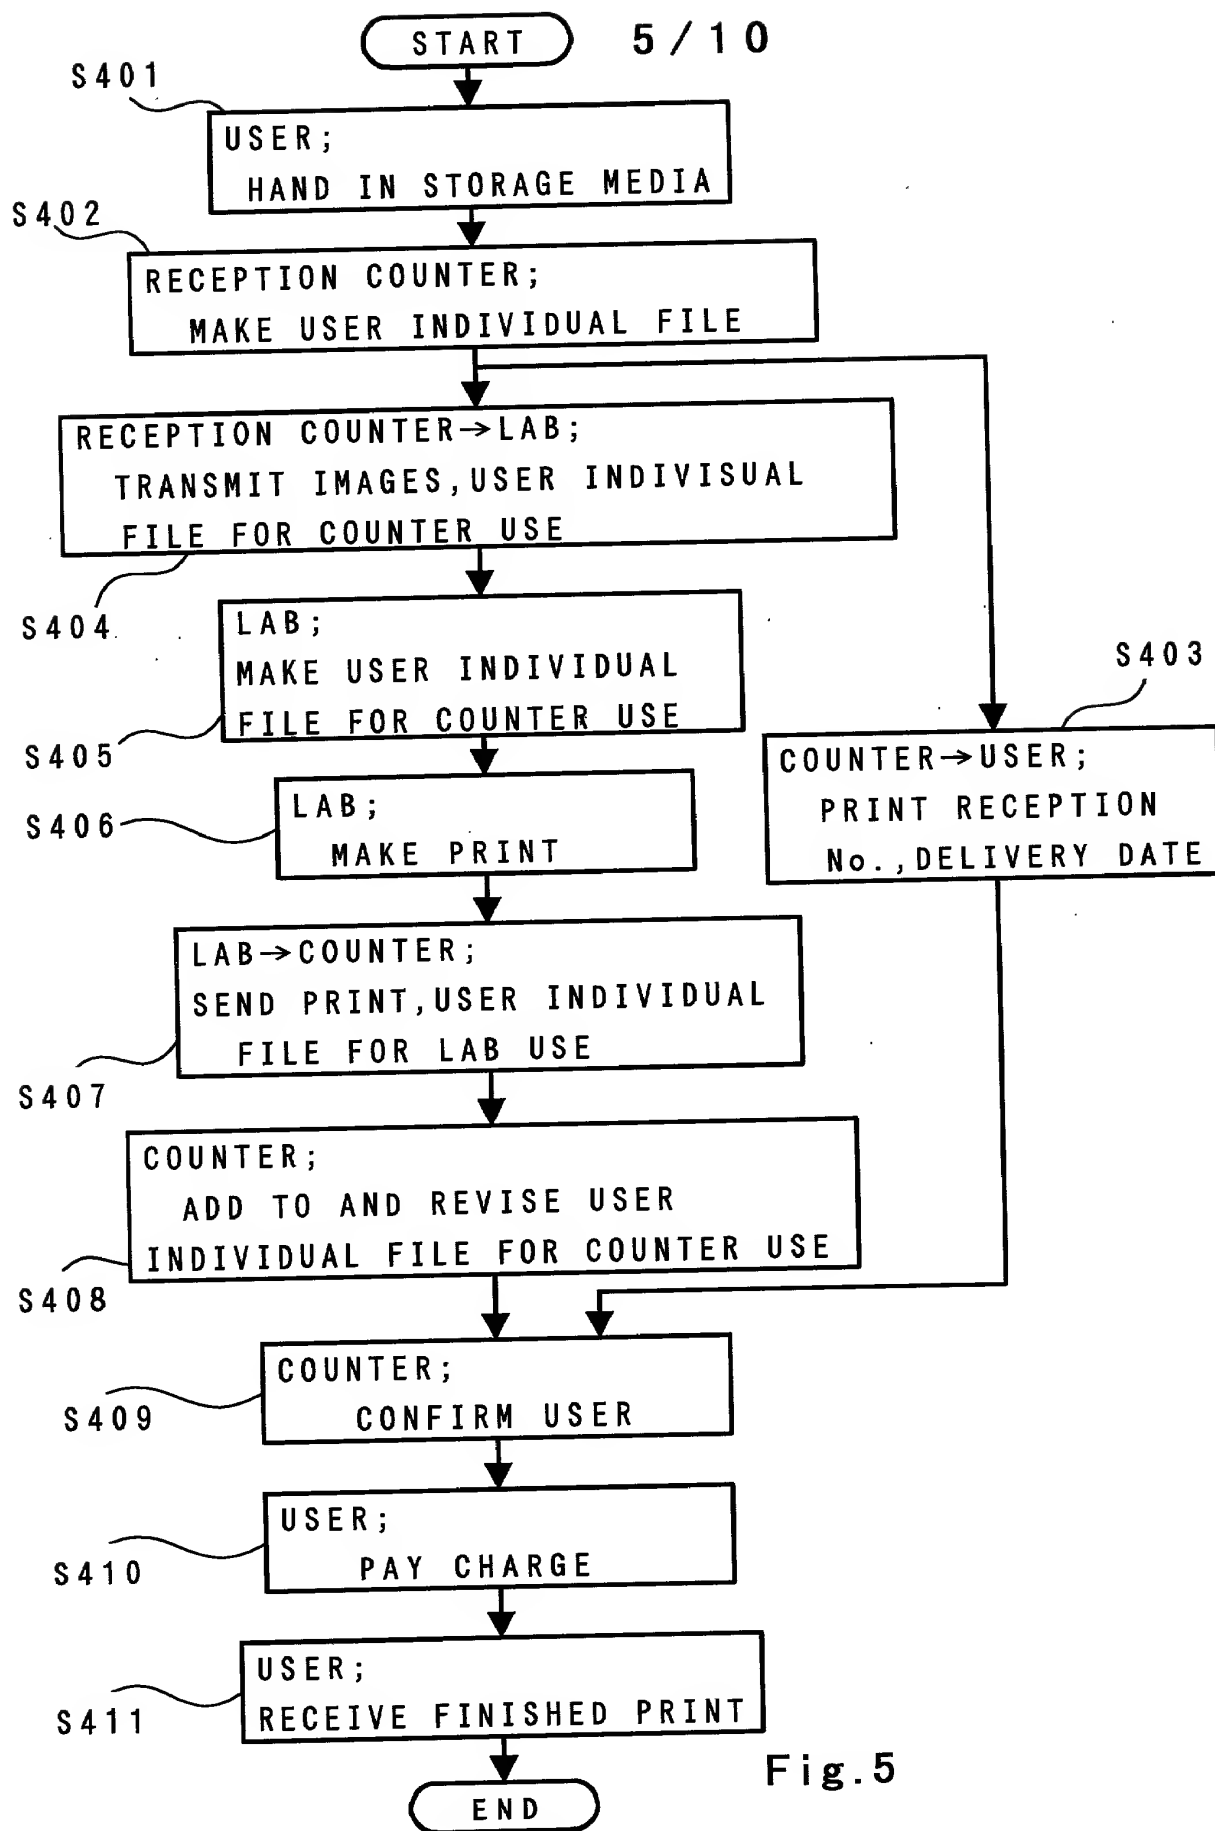 START
5/10
S401
USER;
HAND IN STORAGE MEDIA
S402
RECEPTION COUNTER;
MAKE USER INDIVIDUAL FILE
RECEPTION COUNTER→LAB;
TRANSMIT IMAGES,USER INDIVISUAL
FILE FOR COUNTER USE
S404
LAB;
MAKE USER INDIVIDUAL
FILE FOR COUNTER USE
S405
S403
COUNTER→USER;
PRINT RECEPTION
No.,DELIVERY DATE
S406
LAB;
MAKE PRINT
LAB→COUNTER;
SEND PRINT,USER INDIVIDUAL
FILE FOR LAB USE
S407
COUNTER;
ADD TO AND REVISE USER
INDIVIDUAL FILE FOR COUNTER USE
S408
COUNTER;
CONFIRM USER
S409
USER;
PAY CHARGE
S410
USER;
RECEIVE FINISHED PRINT
S411
Fig.5
END